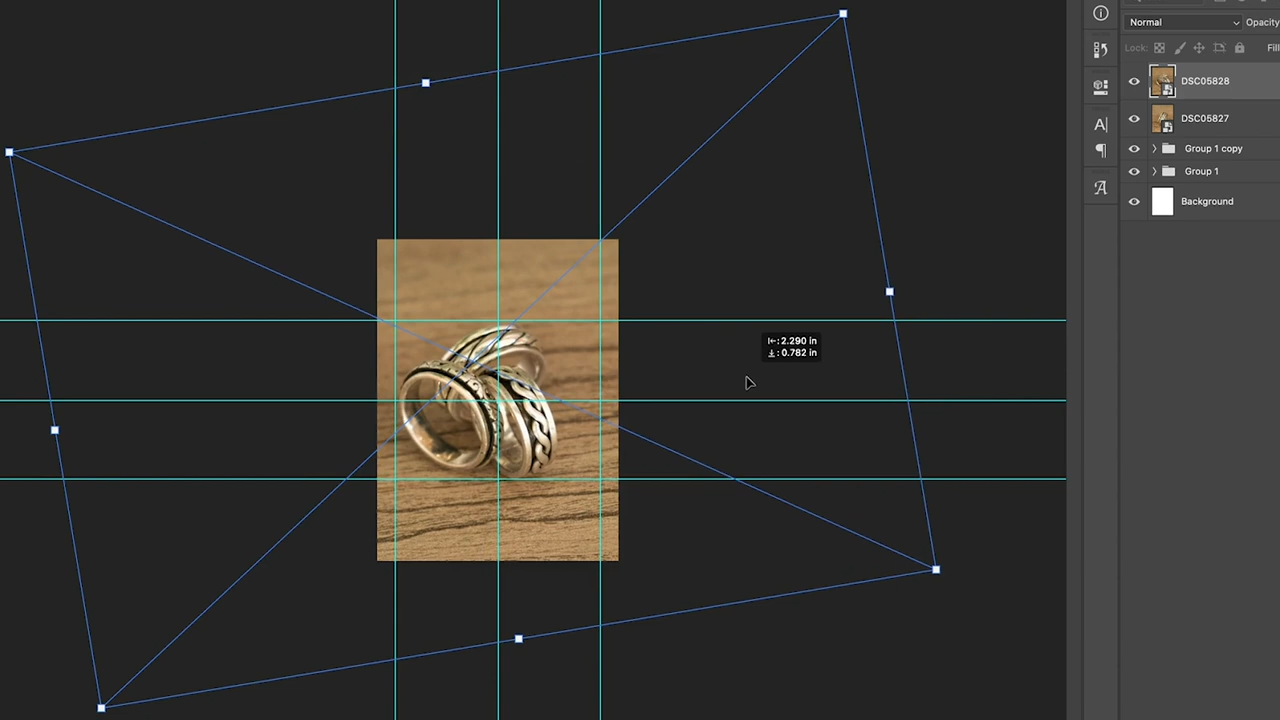 Normal
Opacity
Lock:
Fill
DSC05828
DSC05827
Group 1 copy
Group 1
Background
: 2.290 in
: 0.782 in